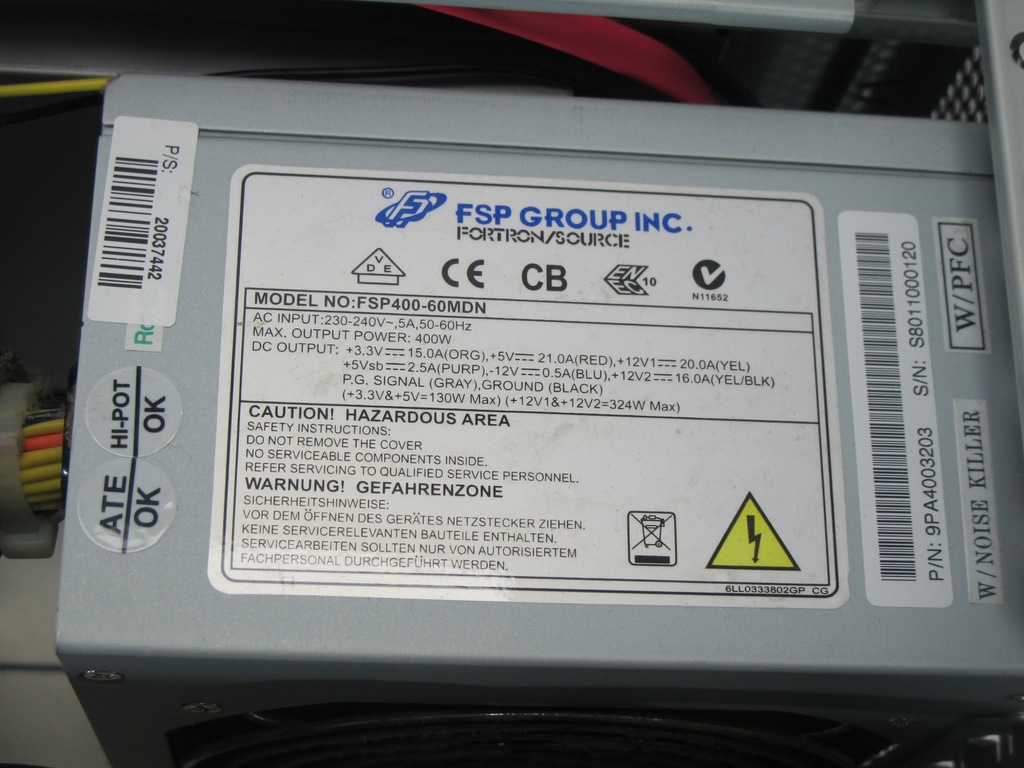 P/S:
20037442
HI-POT
OK
ATE
OK
® FSP GROUP INC.
FORTRON/SOURCE
VDE
CE
CB
ENEC 10
N11652
MODEL NO:FSP400-60MDN
AC INPUT:230-240V~,5A,50-60Hz
MAX. OUTPUT POWER: 400W
DC OUTPUT: +3.3V⎓15.0A(ORG),+5V⎓21.0A(RED),+12V1⎓20.0A(YEL)
+5Vsb⎓2.5A(PURP),-12V⎓0.5A(BLU),+12V2⎓16.0A(YEL/BLK)
P.G. SIGNAL (GRAY),GROUND (BLACK)
(+3.3V&+5V=130W Max) (+12V1&+12V2=324W Max)
CAUTION! HAZARDOUS AREA
SAFETY INSTRUCTIONS:
DO NOT REMOVE THE COVER
NO SERVICEABLE COMPONENTS INSIDE.
REFER SERVICING TO QUALIFIED SERVICE PERSONNEL.
WARNUNG! GEFAHRENZONE
SICHERHEITSHINWEISE:
VOR DEM ÖFFNEN DES GERÄTES NETZSTECKER ZIEHEN.
KEINE SERVICERELEVANTEN BAUTEILE ENTHALTEN.
SERVICEARBEITEN SOLLTEN NUR VON AUTORISIERTEM
FACHPERSONAL DURCHGEFÜHRT WERDEN.
6LL0333802GP CG
P/N: 9PA4003203 S/N: S8011000120
W/PFC
W/NOISE KILLER